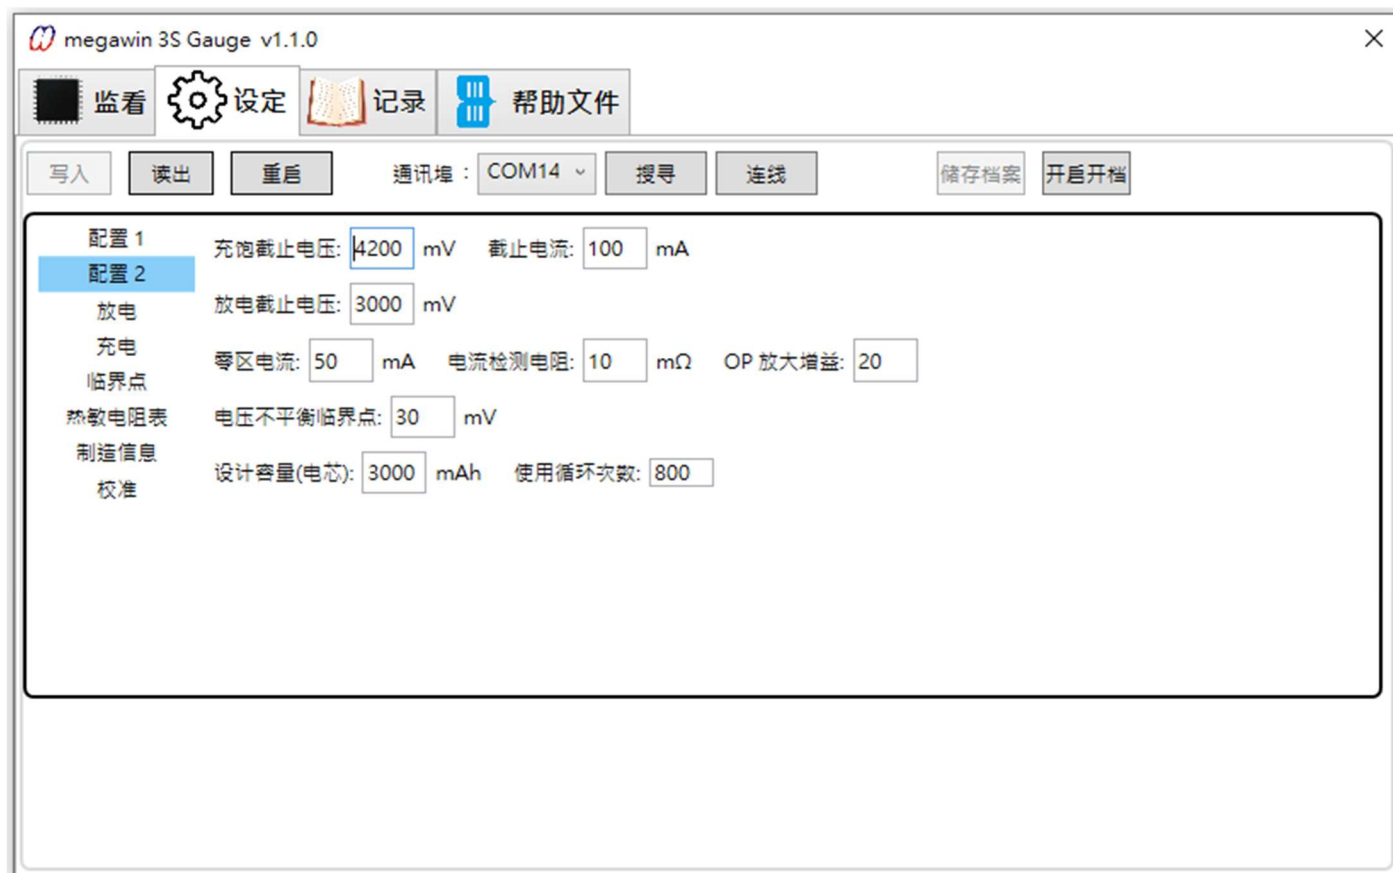 megawin 3S Gauge v1.1.0
监看 设定 记录 帮助文件
写入 读出 重启 通讯埠： COM14 搜寻 连线 储存档案 开启开档
配置 1
配置 2
放电
充电
临界点
热敏电阻表
制造信息
校准
充饱截止电压: 4200 mV 截止电流: 100 mA
放电截止电压: 3000 mV
零区电流: 50 mA 电流检测电阻: 10 mΩ OP 放大增益: 20
电压不平衡临界点: 30 mV
设计容量(电芯): 3000 mAh 使用循环次数: 800